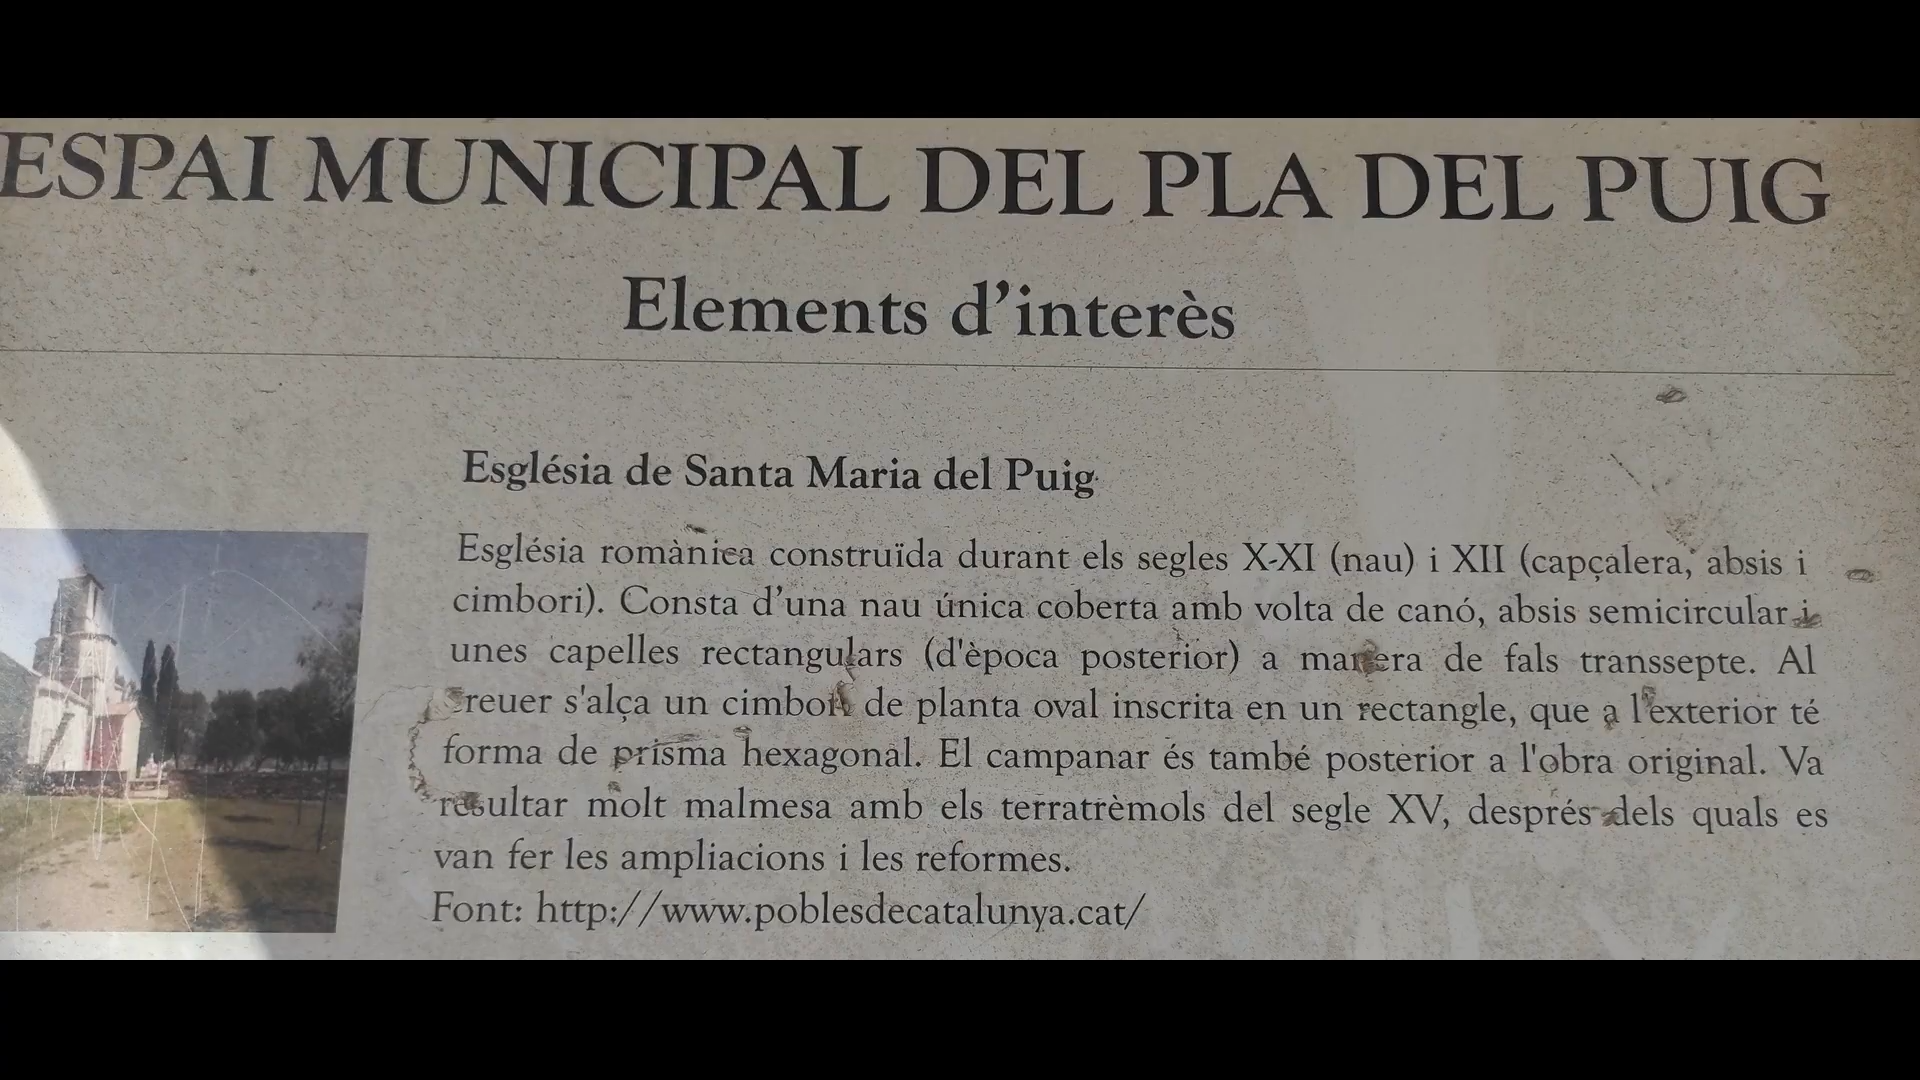 ESPAI MUNICIPAL DEL PLA DEL PUIG
Elements d’interès
Església de Santa Maria del Puig
Església romànica construïda durant els segles X-XI (nau) i XII (capçalera, absis i
cimbori). Consta d’una nau única coberta amb volta de canó, absis semicircular i
unes capelles rectangulars (d'època posterior) a manera de fals transsepte. Al
creuer s'alça un cimbori de planta oval inscrita en un rectangle, que a l'exterior té
forma de prisma hexagonal. El campanar és també posterior a l'obra original. Va
resultar molt malmesa amb els terratrèmols del segle XV, després dels quals es
van fer les ampliacions i les reformes.
Font: http://www.poblesdecatalunya.cat/